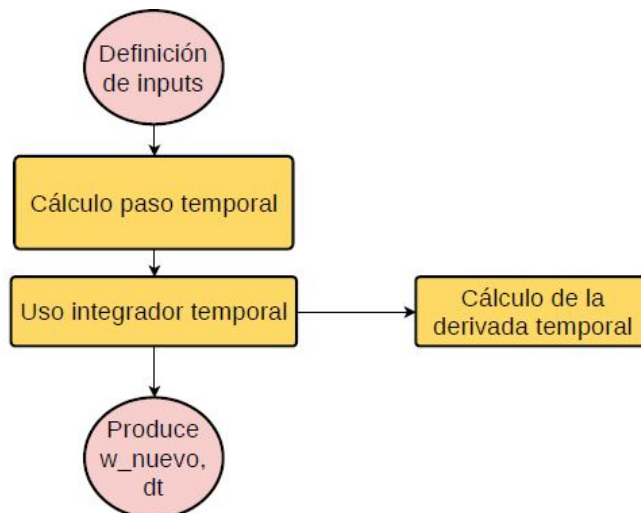 Definición
de inputs
Cálculo paso temporal
Uso integrador temporal
Cálculo de la
derivada temporal
Produce
w_nuevo,
dt